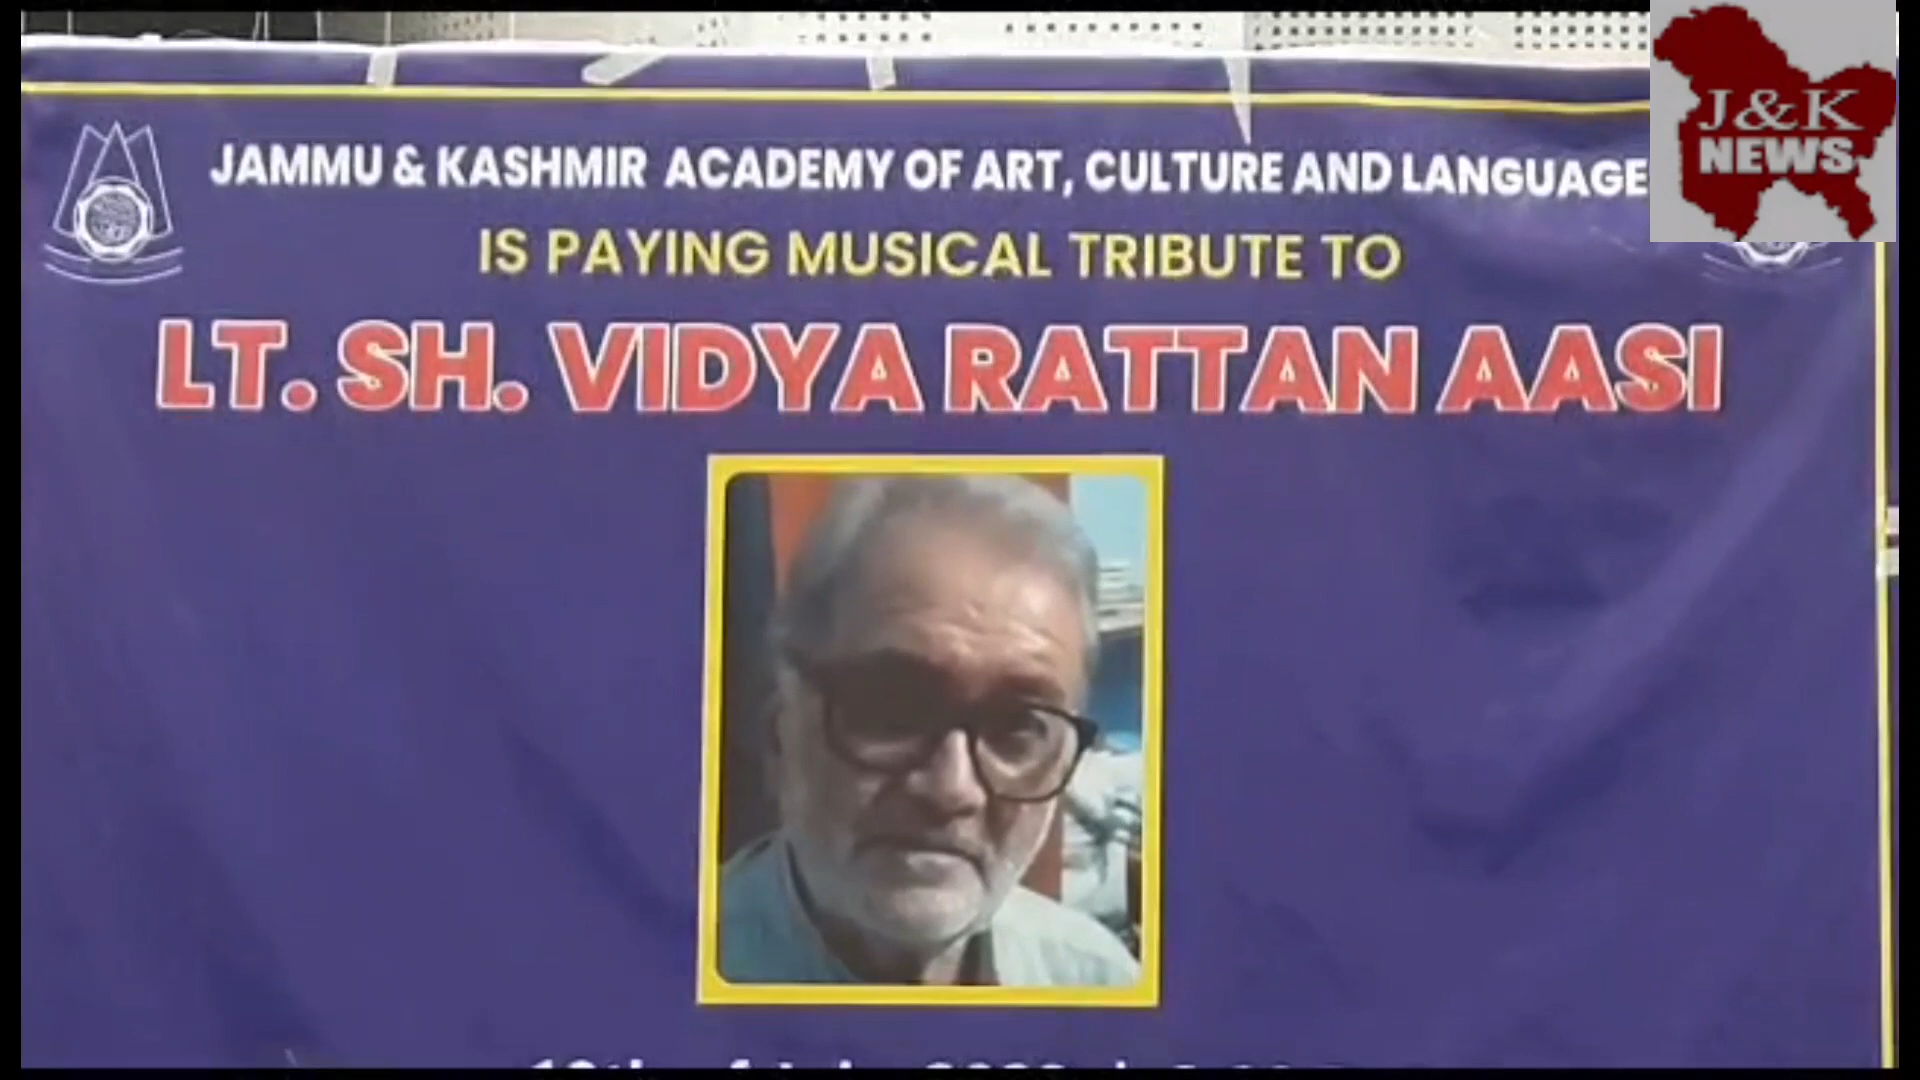 JAMMU & KASHMIR ACADEMY OF ART, CULTURE AND LANGUAGE
IS PAYING MUSICAL TRIBUTE TO
LT. SH. VIDYA RATTAN AASI
J&K
NEWS